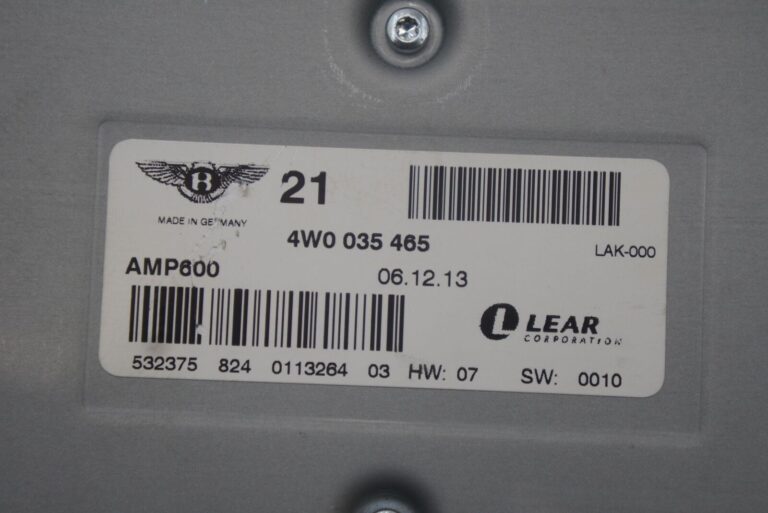 B
21
MADE IN GERMANY
4W0 035 465
LAK-000
AMP600
06.12.13
L LEAR
CORPORATION
532375 824 0113264 03 HW: 07 SW: 0010